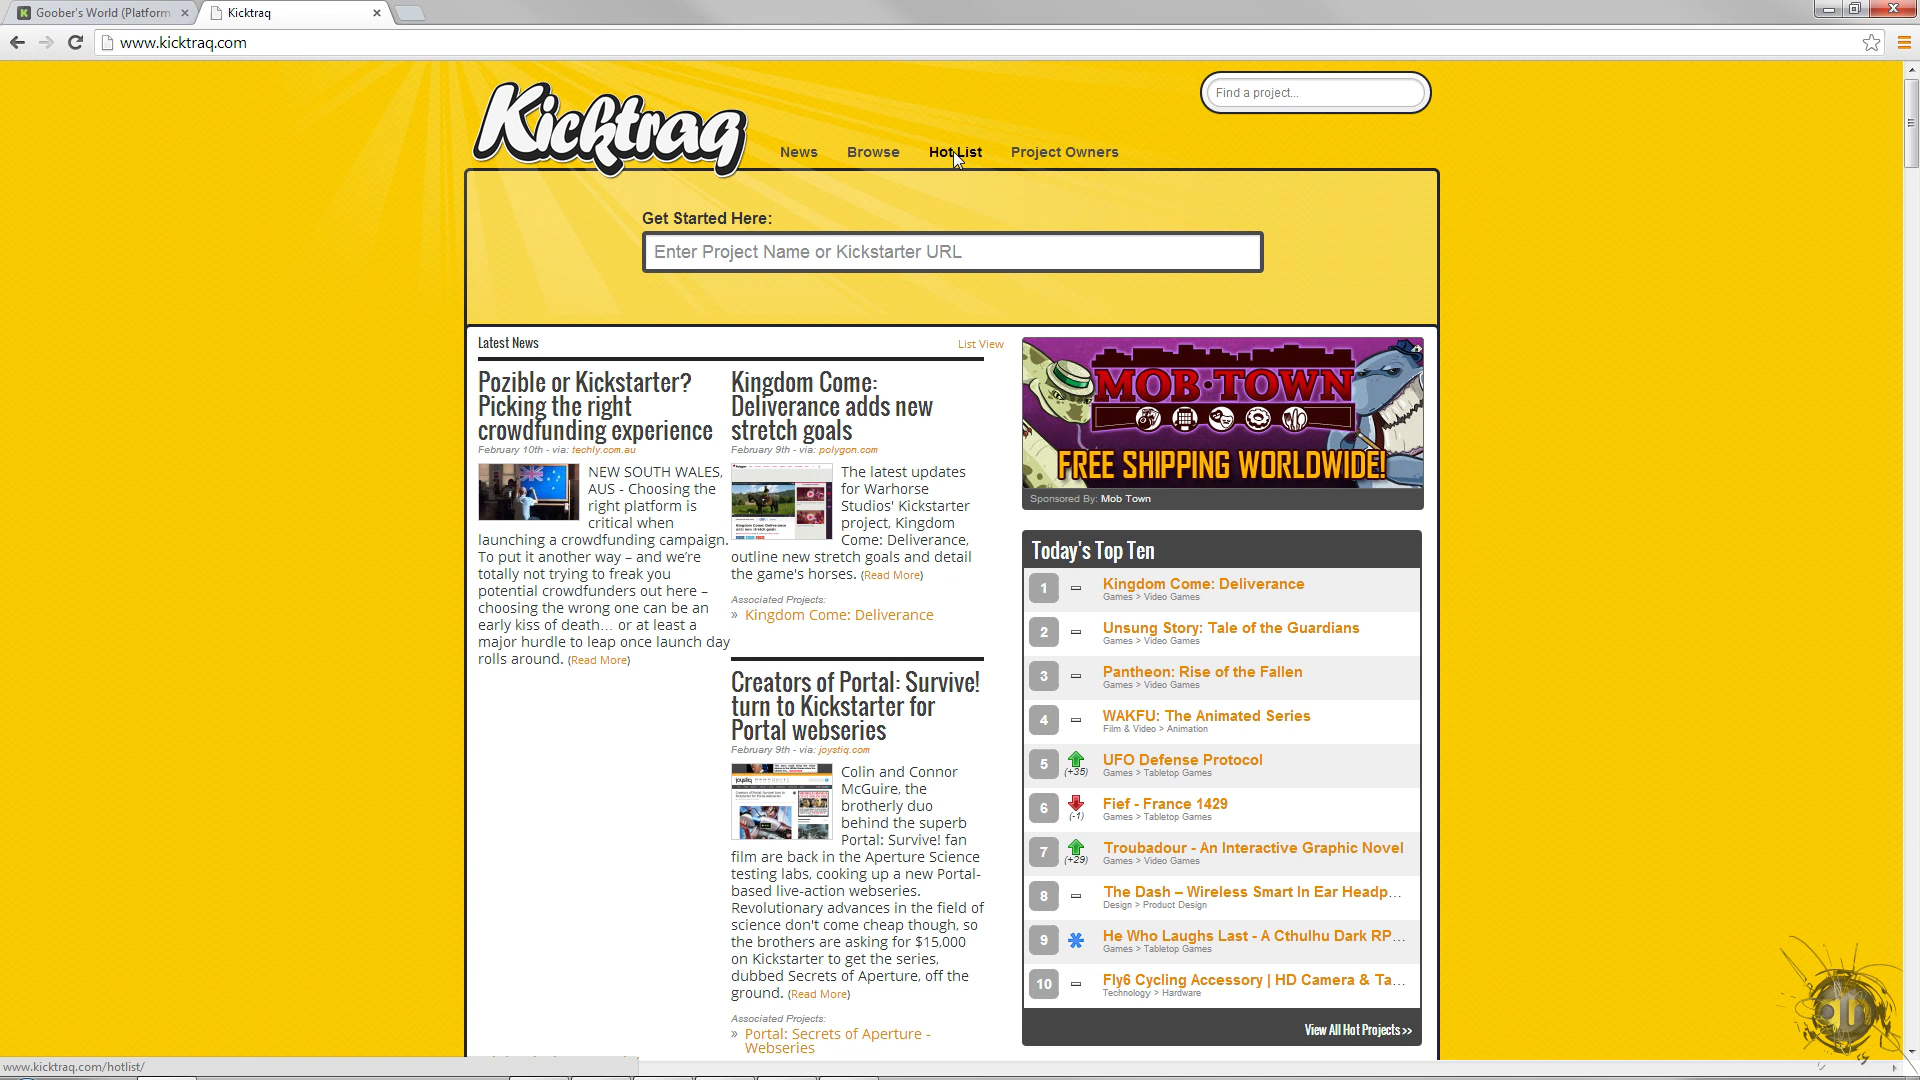 Goober's World (Platform
Kicktraq
www.kicktraq.com
Find a project...
Kicktraq
News
Browse
Hot List
Project Owners
Get Started Here:
Enter Project Name or Kickstarter URL
Latest News
List View
Pozible or Kickstarter?
Picking the right
crowdfunding experience
February 10th - via: techly.com.au
NEW SOUTH WALES,
AUS - Choosing the
right platform is
critical when
launching a crowdfunding campaign.
To put it another way – and we're
totally not trying to freak you
potential crowdfunders out here –
choosing the wrong one can be an
early kiss of death... or at least a
major hurdle to leap once launch day
rolls around. (Read More)
Kingdom Come:
Deliverance adds new
stretch goals
February 9th - via: polygon.com
The latest updates
for Warhorse
Studios' Kickstarter
project, Kingdom
Come: Deliverance,
outline new stretch goals and detail
the game's horses. (Read More)
Associated Projects:
» Kingdom Come: Deliverance
Creators of Portal: Survive!
turn to Kickstarter for
Portal webseries
February 9th - via: joystiq.com
Colin and Connor
McGuire, the
brotherly duo
behind the superb
Portal: Survive! fan
film are back in the Aperture Science
testing labs, cooking up a new Portal-
based live-action webseries.
Revolutionary advances in the field of
science don't come cheap though, so
the brothers are asking for $15,000
on Kickstarter to get the series,
dubbed Secrets of Aperture, off the
ground. (Read More)
Associated Projects:
» Portal: Secrets of Aperture -
Webseries
MOB·TOWN
FREE SHIPPING WORLDWIDE!
Sponsored By: Mob Town
Today's Top Ten
1 Kingdom Come: Deliverance
Games > Video Games
2 Unsung Story: Tale of the Guardians
Games > Video Games
3 Pantheon: Rise of the Fallen
Games > Video Games
4 WAKFU: The Animated Series
Film & Video > Animation
5 (+35) UFO Defense Protocol
Games > Tabletop Games
6 (-1) Fief - France 1429
Games > Tabletop Games
7 (+29) Troubadour - An Interactive Graphic Novel
Games > Video Games
8 The Dash – Wireless Smart In Ear Headp...
Design > Product Design
9 He Who Laughs Last - A Cthulhu Dark RP...
Games > Tabletop Games
10 Fly6 Cycling Accessory | HD Camera & Ta...
Technology > Hardware
View All Hot Projects >>
www.kicktraq.com/hotlist/